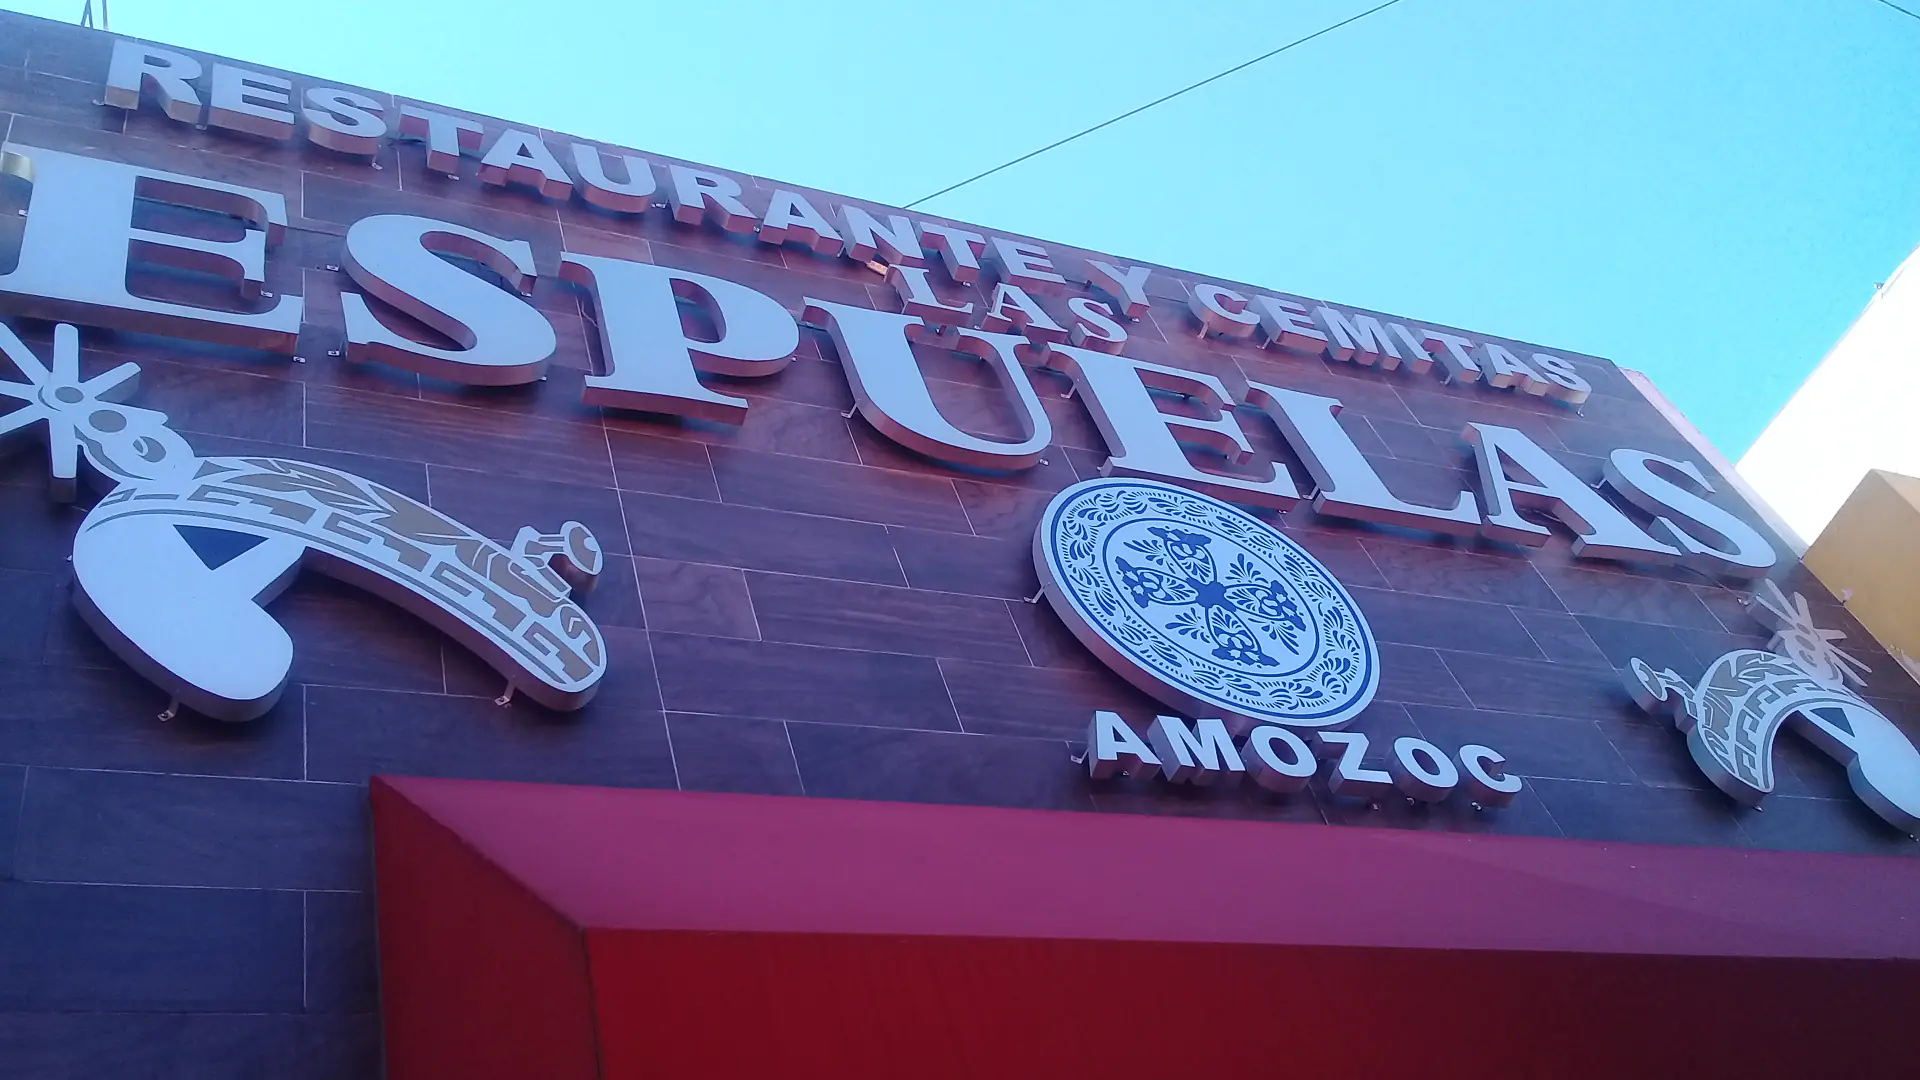 RESTAURANTE Y CEMITAS
LAS
ESPUELAS
AMOZOC